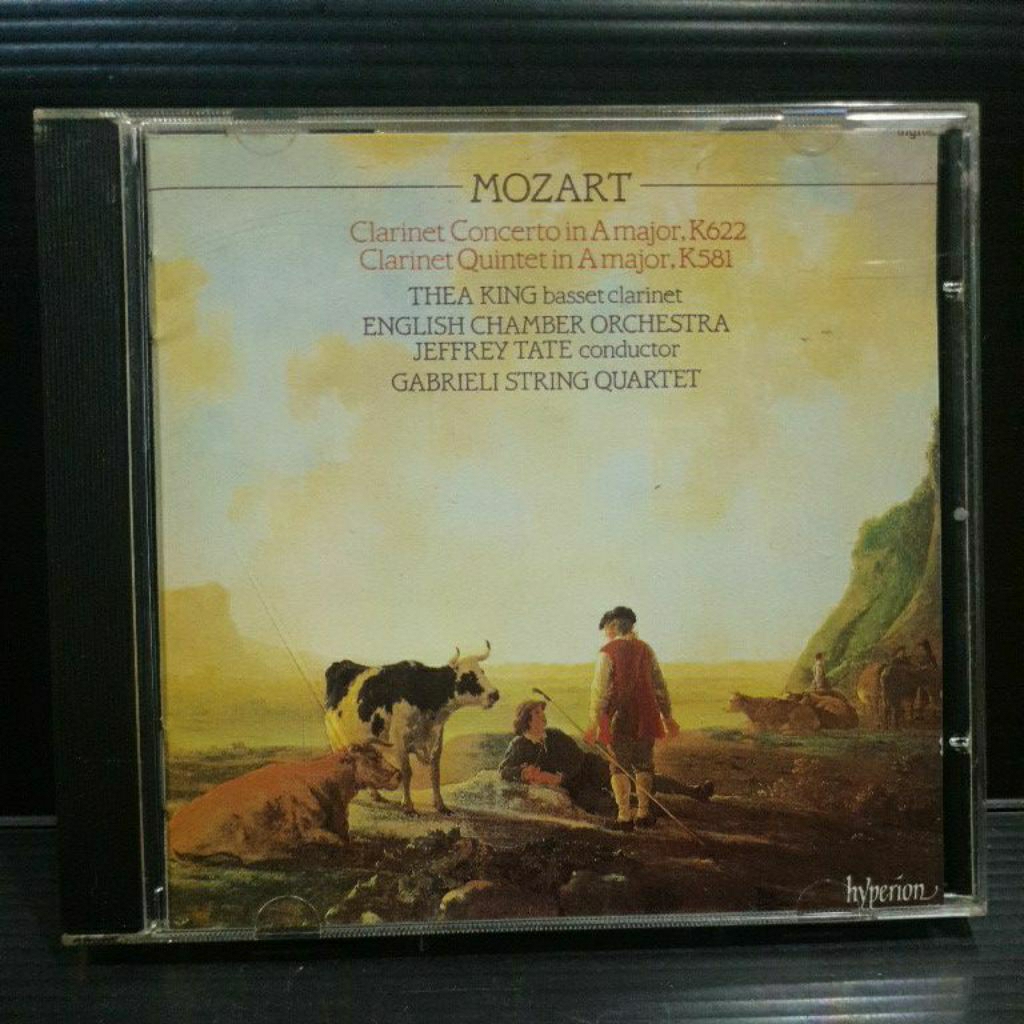 MOZART
Clarinet Concerto in A major, K622
Clarinet Quintet in A major, K581
THEA KING basset clarinet
ENGLISH CHAMBER ORCHESTRA
JEFFREY TATE conductor
GABRIELI STRING QUARTET
hyperion